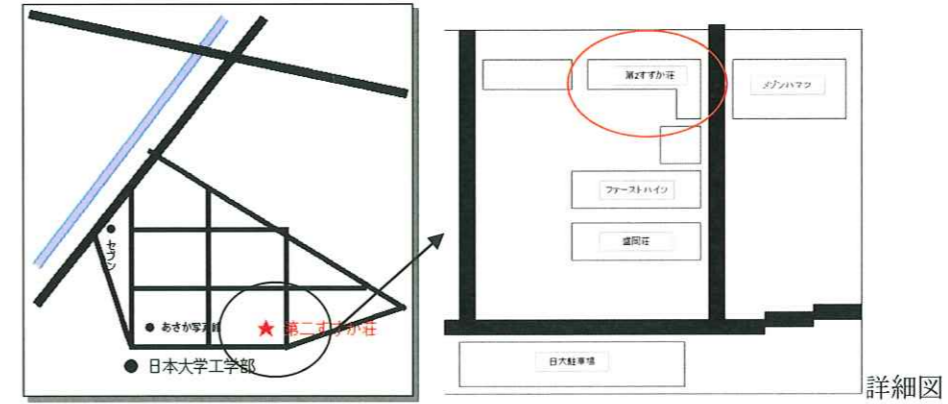 セブン
あさか写真館
第二すずか荘
日本大学工学部
第2すずか荘
メゾンハマツ
ファーストハイツ
盛岡荘
日大駐車場
詳細図